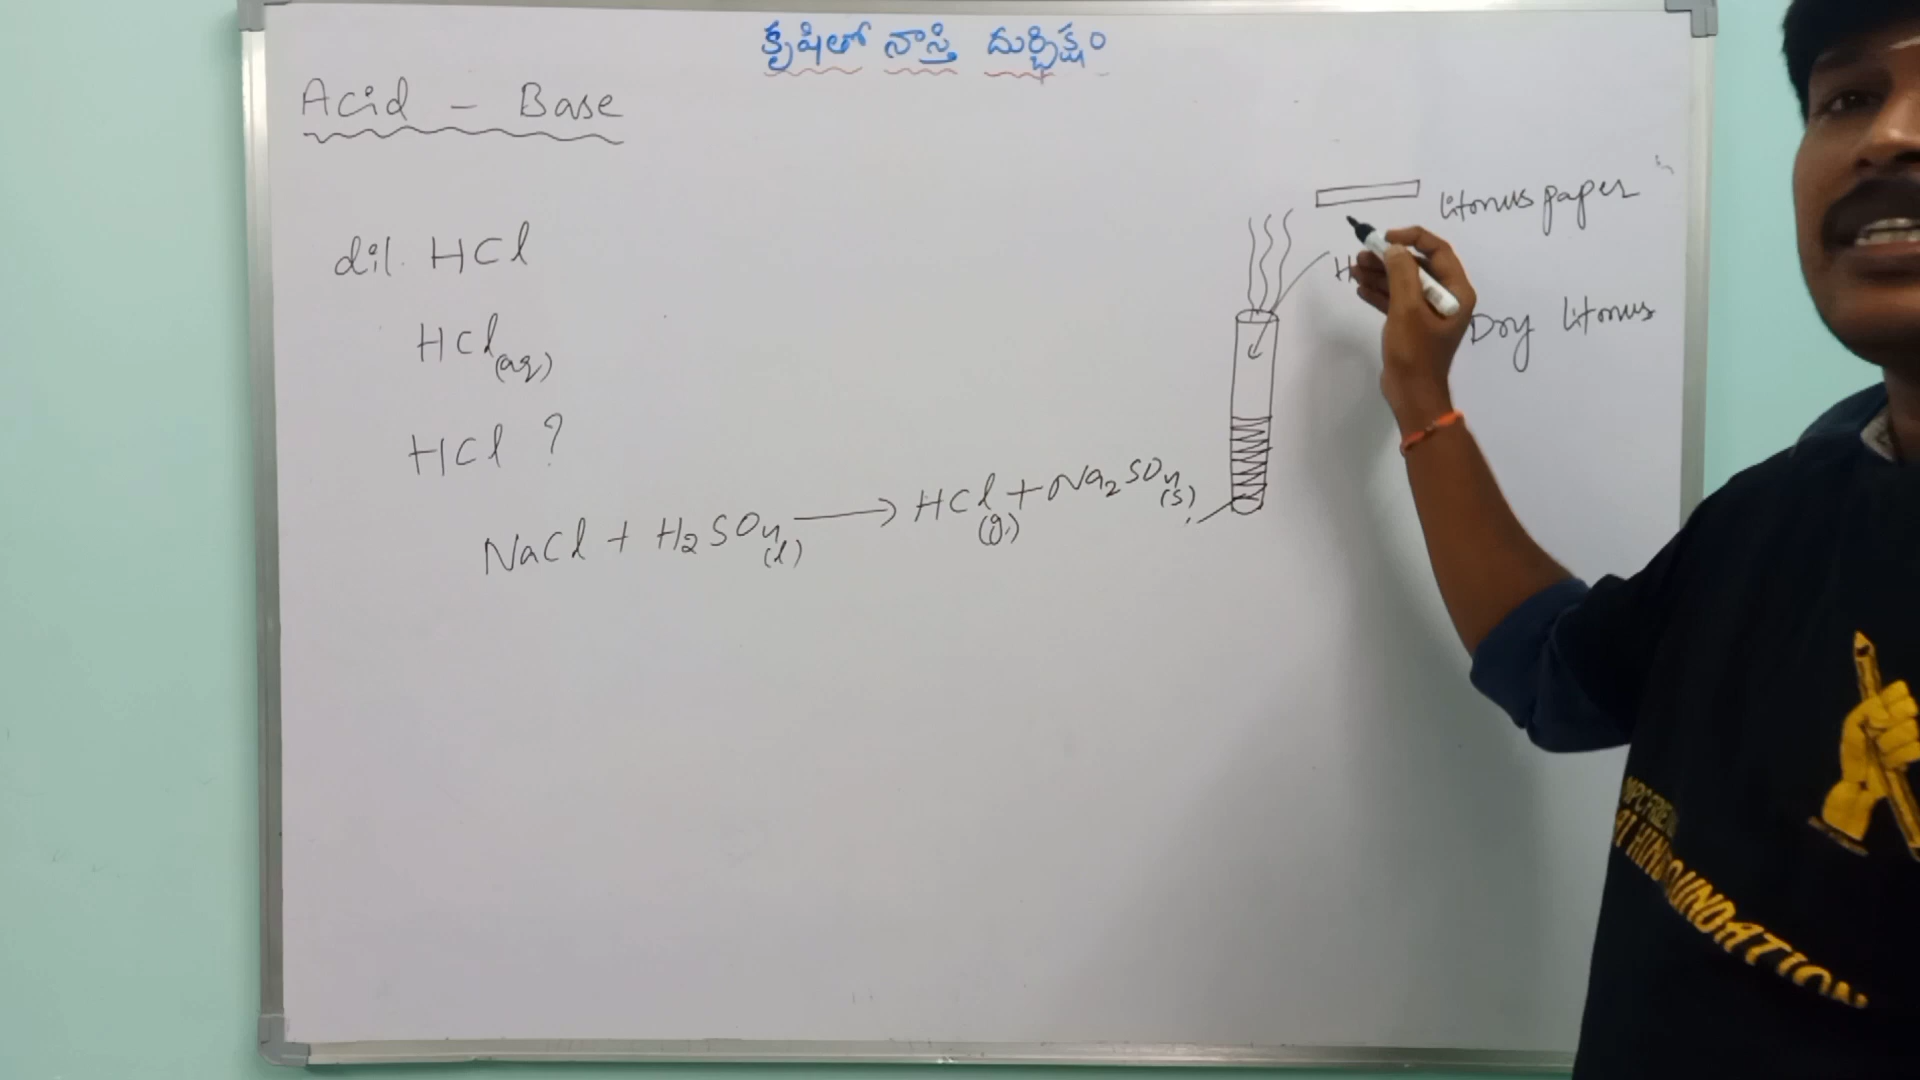 కృషితో నాస్తి దుర్భిక్షం
Acid - Base
dil. HCl
HCl(aq)
HCl ?
NaCl + H2SO4(l) ⟶ HCl(g) + Na2SO4(s)
litmus paper
Dry litmus